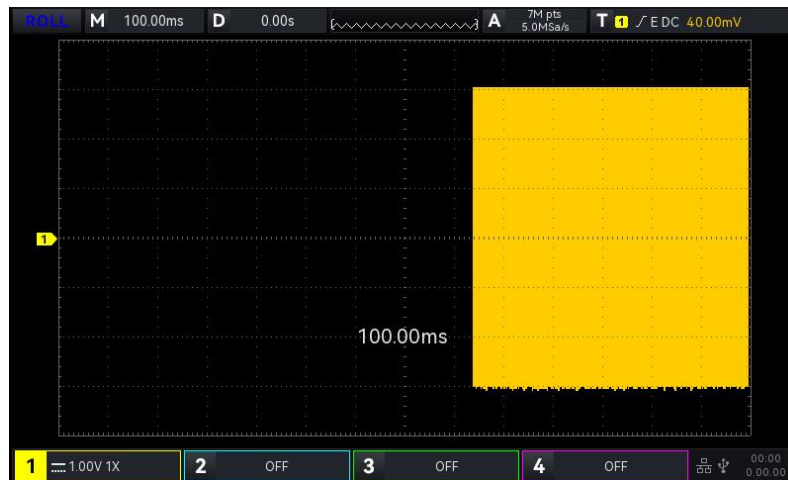 ROLL M 100.00ms D 0.00s A 7M pts 5.0MSa/s T 1 E DC 40.00mV
1
100.00ms
1 1.00V 1X 2 OFF 3 OFF 4 OFF 00:00
0.00.00